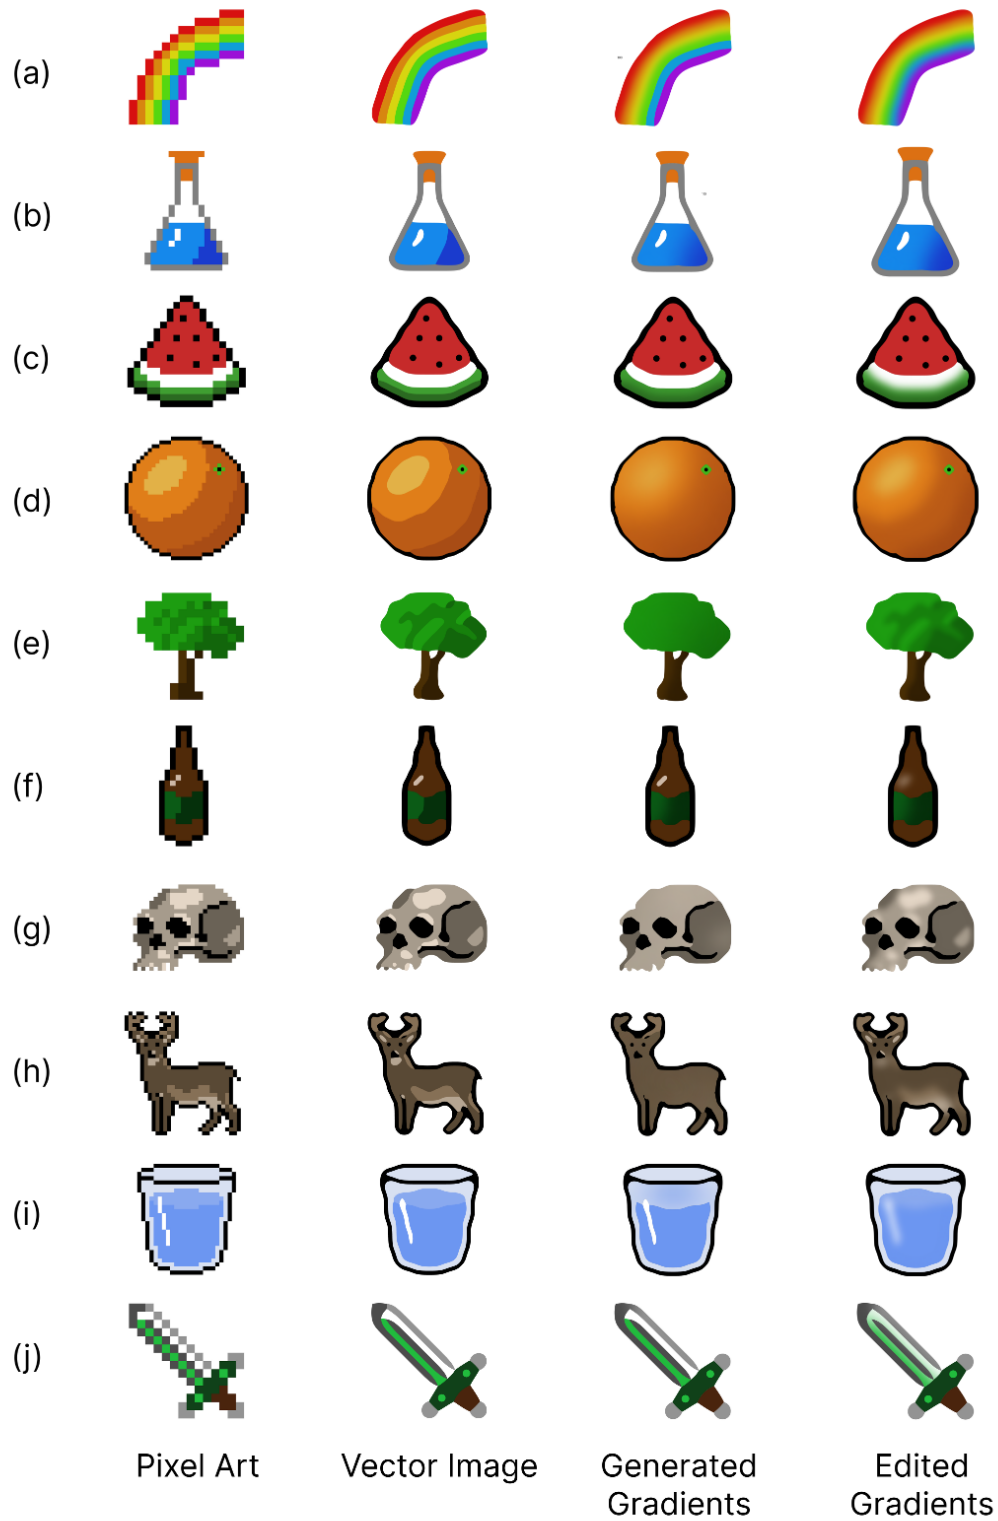 (a)
(b)
(c)
(d)
(e)
(f)
(g)
(h)
(i)
(j)
Pixel Art
Vector Image
Generated
Gradients
Edited
Gradients